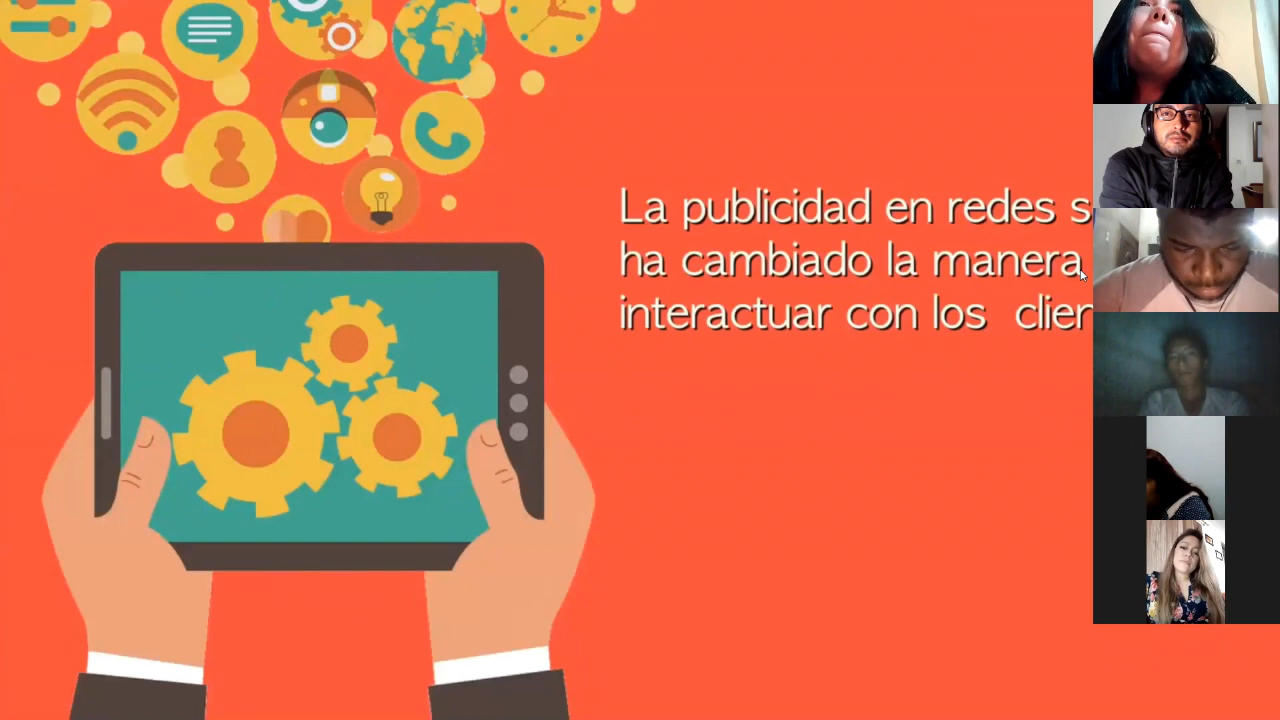 La publicidad en redes
ha cambiado la manera
interactuar con los